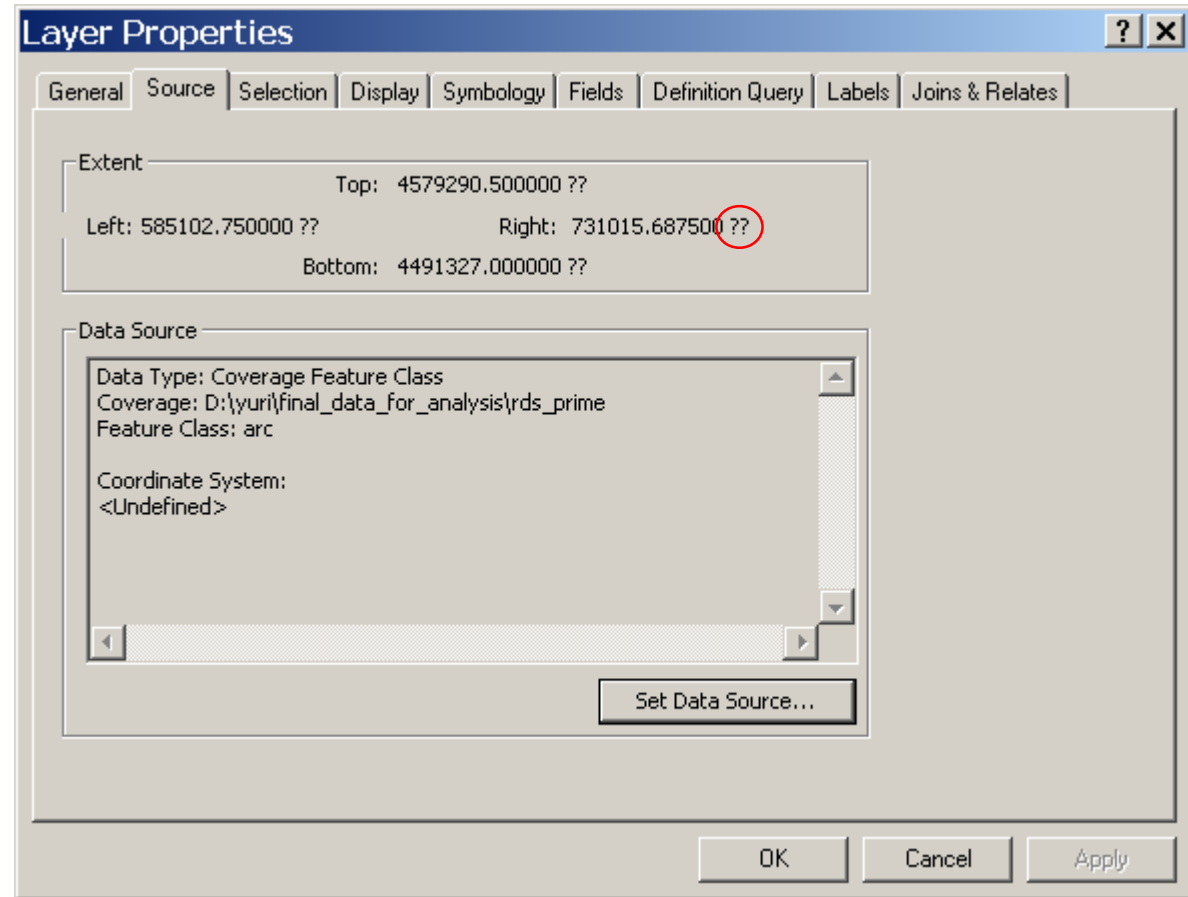 Layer Properties
General Source Selection Display Symbology Fields Definition Query Labels Joins & Relates
Extent
Top: 4579290.500000 ??
Left: 585102.750000 ?? Right: 731015.687500 ??
Bottom: 4491327.000000 ??
Data Source
Data Type: Coverage Feature Class
Coverage: D:\yuri\final_data_for_analysis\rds_prime
Feature Class: arc
Coordinate System:
<Undefined>
Set Data Source...
OK Cancel Apply